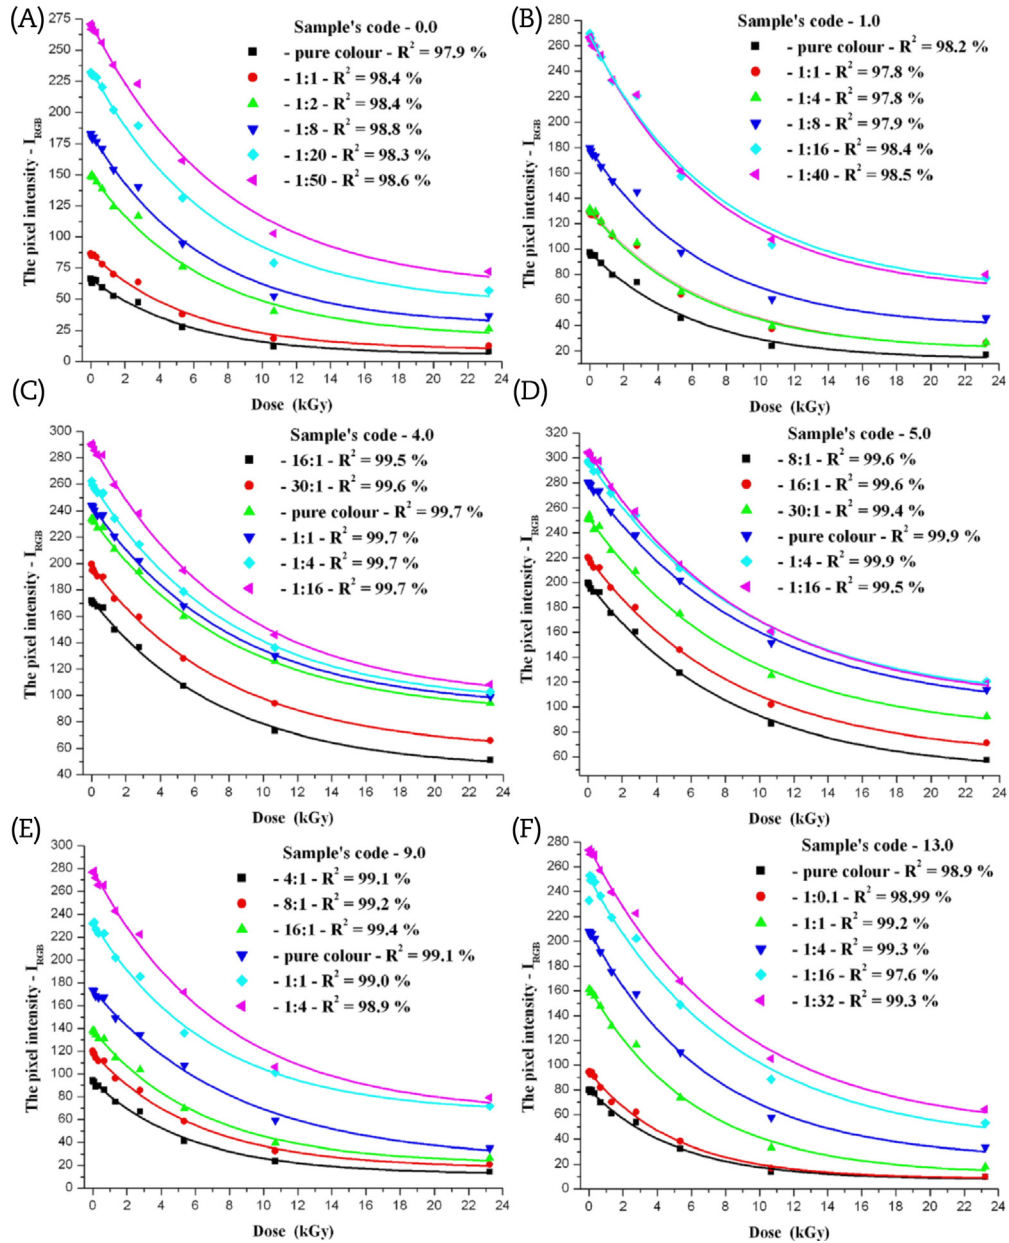 (A)
Sample's code - 0.0
- pure colour - R² = 97.9 %
- 1:1 - R² = 98.4 %
- 1:2 - R² = 98.4 %
- 1:8 - R² = 98.8 %
- 1:20 - R² = 98.3 %
- 1:50 - R² = 98.6 %
The pixel intensity - I_RGB
275
250
225
200
175
150
125
100
75
50
25
0
0 2 4 6 8 10 12 14 16 18 20 22 24
Dose (kGy)
(B)
Sample's code - 1.0
- pure colour - R² = 98.2 %
- 1:1 - R² = 97.8 %
- 1:4 - R² = 97.8 %
- 1:8 - R² = 97.9 %
- 1:16 - R² = 98.4 %
- 1:40 - R² = 98.5 %
The pixel intensity - I_RGB
280
260
240
220
200
180
160
140
120
100
80
60
40
20
0 2 4 6 8 10 12 14 16 18 20 22 24
Dose (kGy)
(C)
Sample's code - 4.0
- 16:1 - R² = 99.5 %
- 30:1 - R² = 99.6 %
- pure colour - R² = 99.7 %
- 1:1 - R² = 99.7 %
- 1:4 - R² = 99.7 %
- 1:16 - R² = 99.7 %
The pixel intensity - I_RGB
300
280
260
240
220
200
180
160
140
120
100
80
60
40
0 2 4 6 8 10 12 14 16 18 20 22 24
Dose (kGy)
(D)
Sample's code - 5.0
- 8:1 - R² = 99.6 %
- 16:1 - R² = 99.6 %
- 30:1 - R² = 99.4 %
- pure colour - R² = 99.9 %
- 1:4 - R² = 99.9 %
- 1:16 - R² = 99.5 %
The pixel intensity - I_RGB
320
300
280
260
240
220
200
180
160
140
120
100
80
60
0 2 4 6 8 10 12 14 16 18 20 22 24
Dose (kGy)
(E)
Sample's code - 9.0
- 4:1 - R² = 99.1 %
- 8:1 - R² = 99.2 %
- 16:1 - R² = 99.4 %
- pure colour - R² = 99.1 %
- 1:1 - R² = 99.0 %
- 1:4 - R² = 98.9 %
The pixel intensity - I_RGB
300
280
260
240
220
200
180
160
140
120
100
80
60
40
20
0
0 2 4 6 8 10 12 14 16 18 20 22 24
Dose (kGy)
(F)
Sample's code - 13.0
- pure colour - R² = 98.9 %
- 1:0.1 - R² = 98.99 %
- 1:1 - R² = 99.2 %
- 1:4 - R² = 99.3 %
- 1:16 - R² = 97.6 %
- 1:32 - R² = 99.3 %
The pixel intensity - I_RGB
280
260
240
220
200
180
160
140
120
100
80
60
40
20
0
0 2 4 6 8 10 12 14 16 18 20 22 24
Dose (kGy)